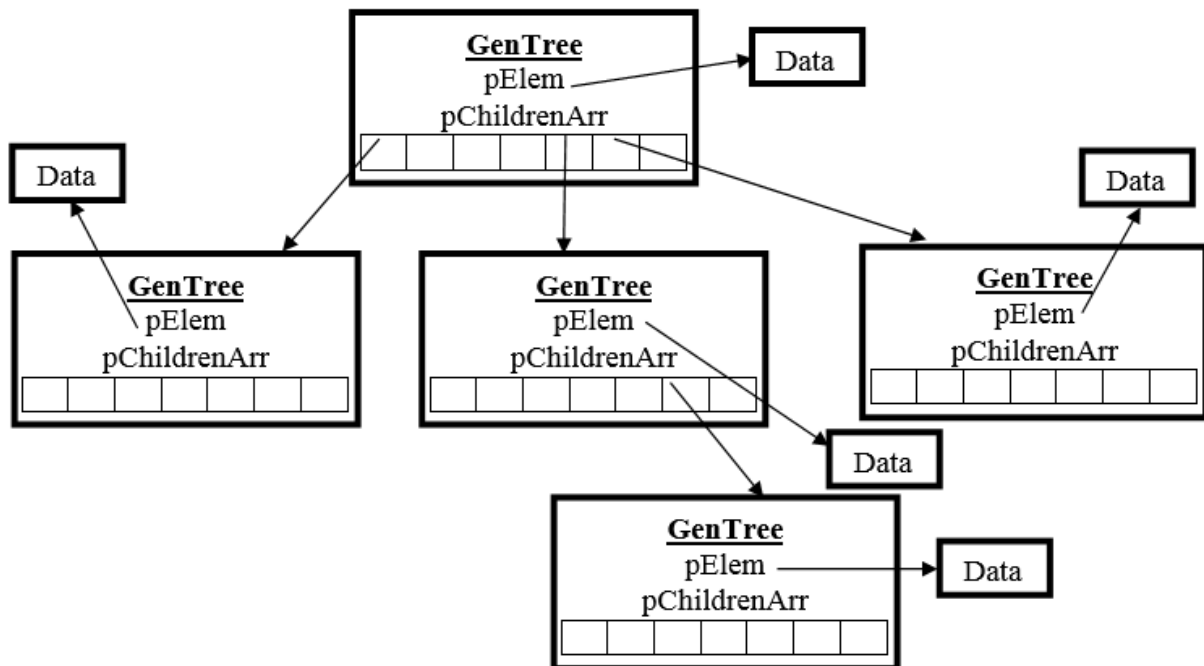 GenTree
pElem
pChildrenArr
Data
Data
Data
GenTree
pElem
pChildrenArr
GenTree
pElem
pChildrenArr
GenTree
pElem
pChildrenArr
Data
GenTree
pElem
pChildrenArr
Data